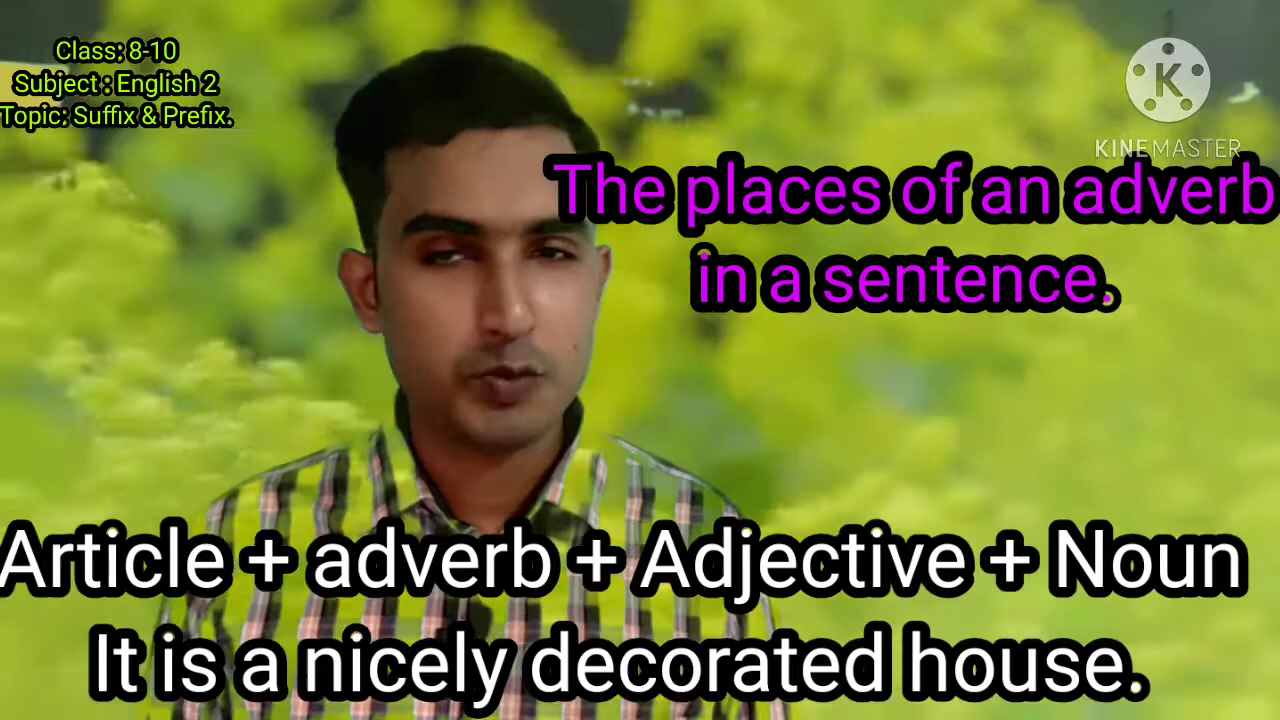 Class: 8-10
Subject : English 2
Topic: Suffix & Prefix.
KINEMASTER
The places of an adverb
in a sentence.
Article + adverb + Adjective + Noun
It is a nicely decorated house.